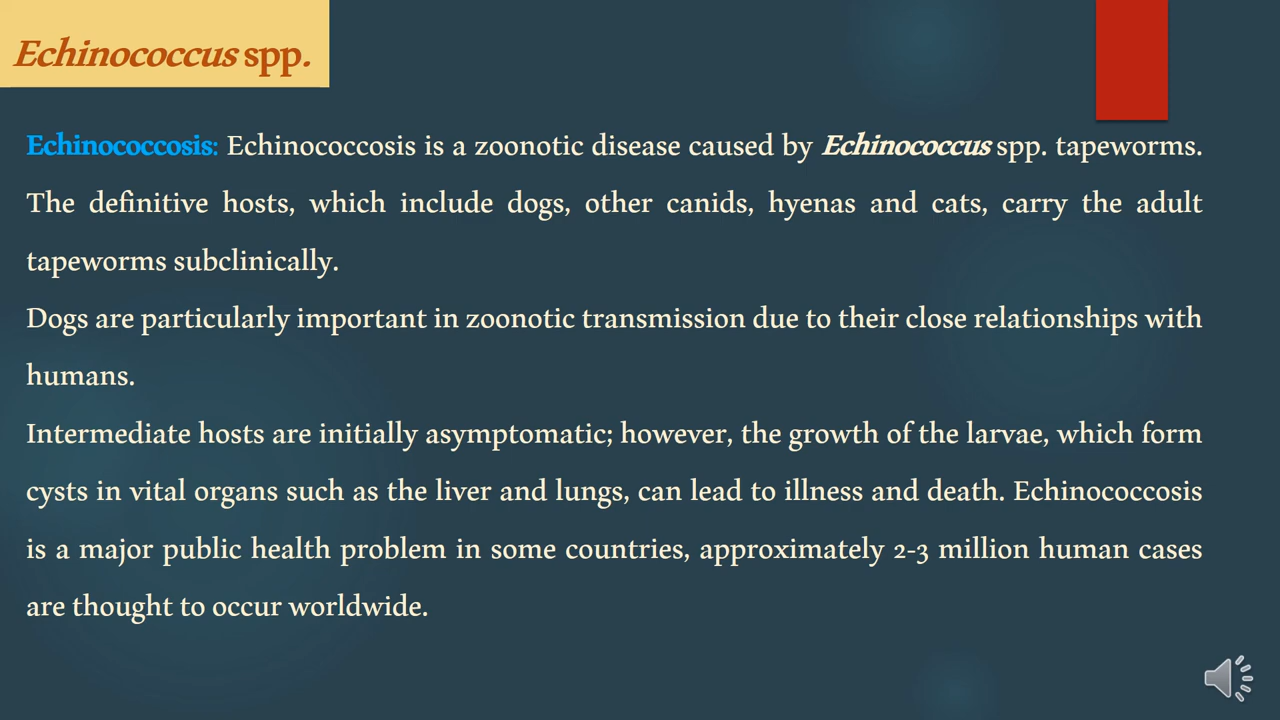 Echinococcus spp.
Echinococcosis: Echinococcosis is a zoonotic disease caused by Echinococcus spp. tapeworms.
The definitive hosts, which include dogs, other canids, hyenas and cats, carry the adult
tapeworms subclinically.
Dogs are particularly important in zoonotic transmission due to their close relationships with
humans.
Intermediate hosts are initially asymptomatic; however, the growth of the larvae, which form
cysts in vital organs such as the liver and lungs, can lead to illness and death. Echinococcosis
is a major public health problem in some countries, approximately 2-3 million human cases
are thought to occur worldwide.